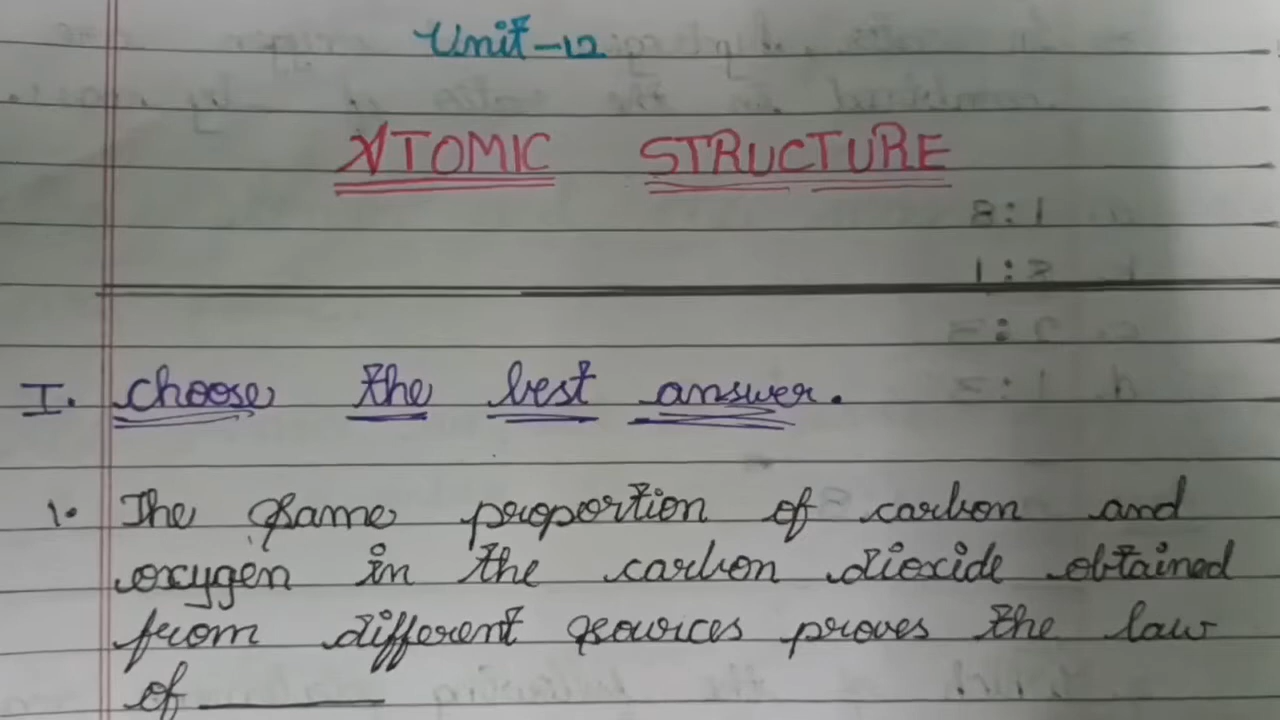 Unit-12
ATOMIC STRUCTURE
I. choose the best answer.
1. The same proportion of carbon and
oxygen in the carbon dioxide obtained
from different sources proves the law
of ______